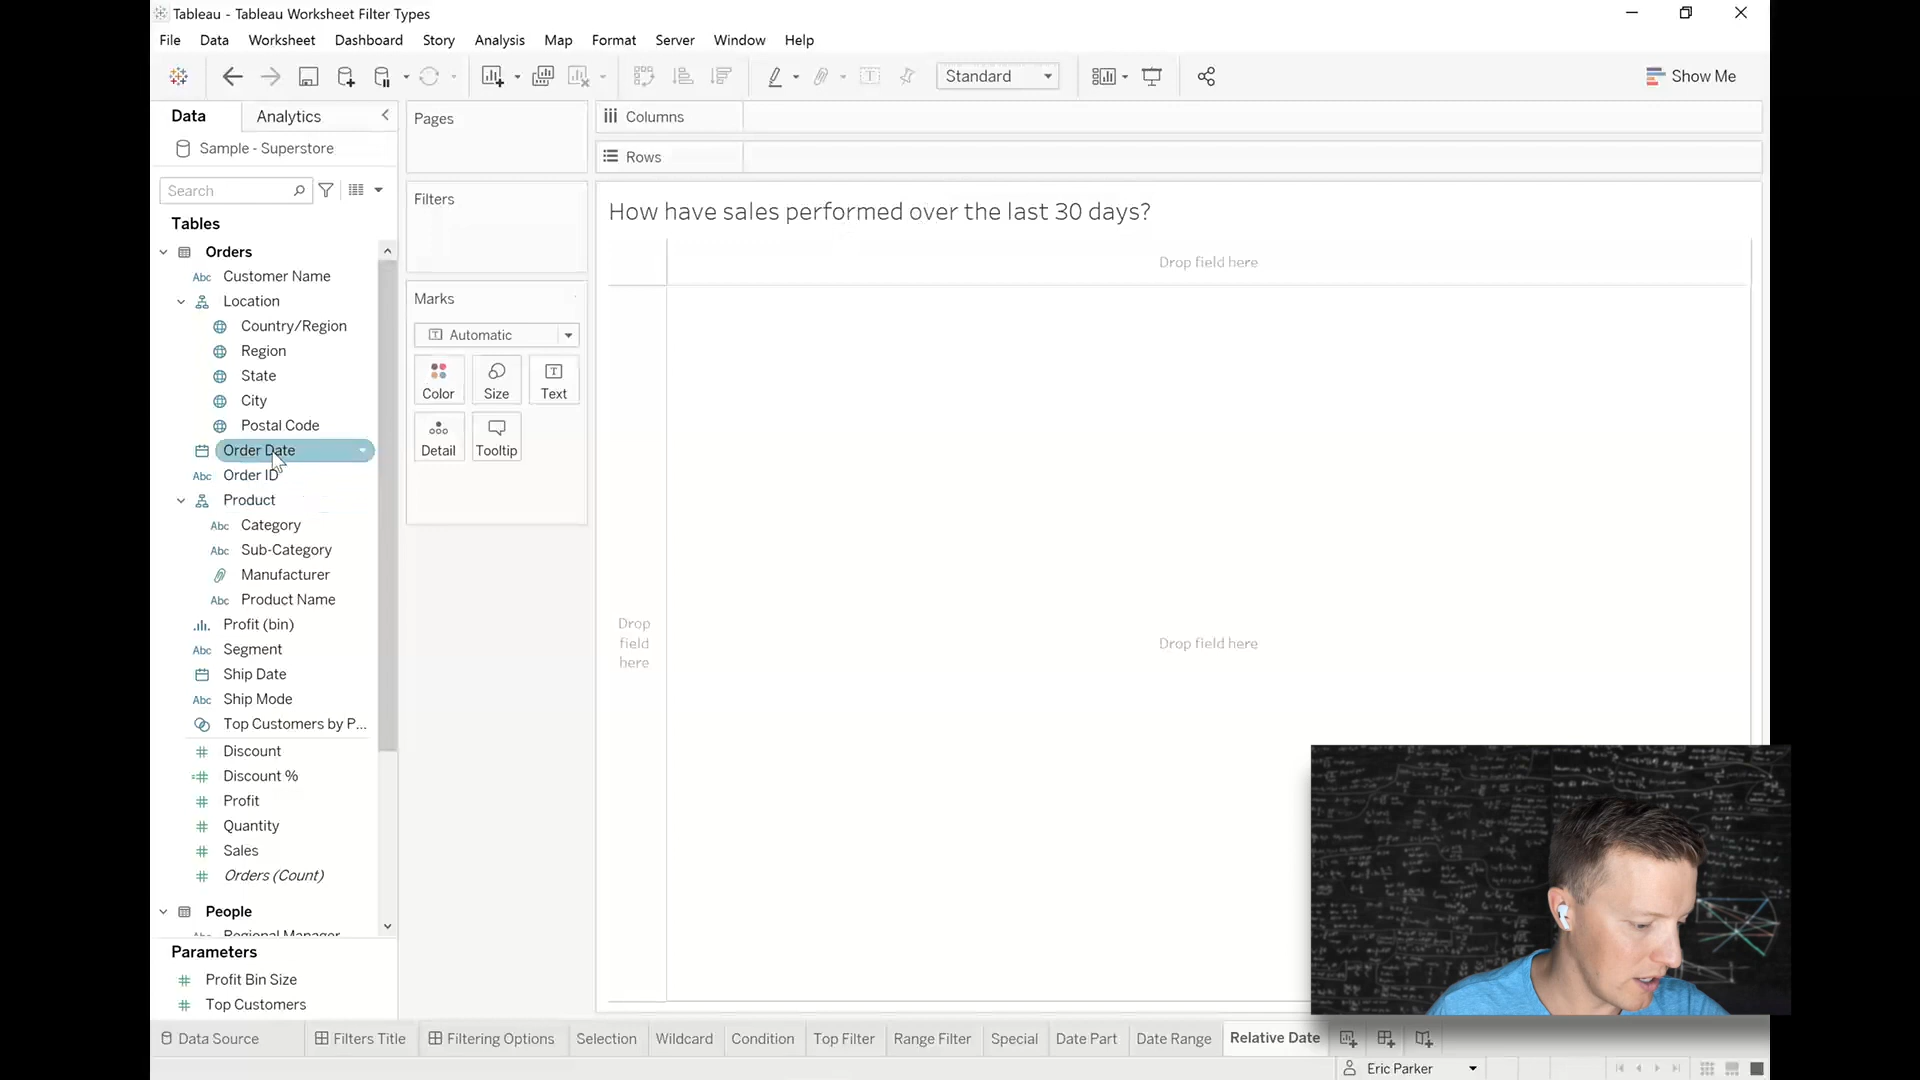 Tableau - Tableau Worksheet Filter Types
File Data Worksheet Dashboard Story Analysis Map Format Server Window Help
Standard
Show Me
Data
Analytics
Sample - Superstore
Search
Tables
Orders
Abc Customer Name
Location
Country/Region
Region
State
City
Postal Code
Order Date
Abc Order ID
Product
Abc Category
Abc Sub-Category
Manufacturer
Abc Product Name
Profit (bin)
Abc Segment
Ship Date
Abc Ship Mode
Top Customers by P...
# Discount
=# Discount %
# Profit
# Quantity
# Sales
# Orders (Count)
People
Abc Regional Manager
Parameters
# Profit Bin Size
# Top Customers
Pages
Filters
Marks
Automatic
Color
Size
Text
Detail
Tooltip
Columns
Rows
How have sales performed over the last 30 days?
Drop field here
Drop
field
here
Drop field here
Data Source
Filters Title
Filtering Options
Selection
Wildcard
Condition
Top Filter
Range Filter
Special
Date Part
Date Range
Relative Date
Eric Parker